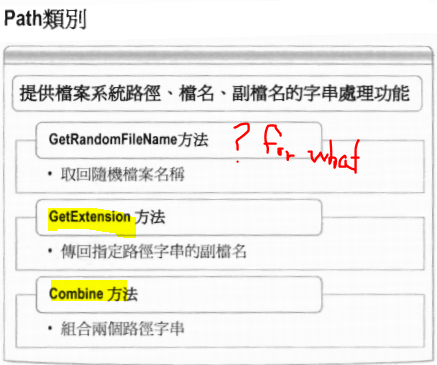 Path類別
提供檔案系統路徑、檔名、副檔名的字串處理功能
GetRandomFileName方法 ? For what
• 取回隨機檔案名稱
GetExtension 方法
• 傳回指定路徑字串的副檔名
Combine 方法
• 組合兩個路徑字串